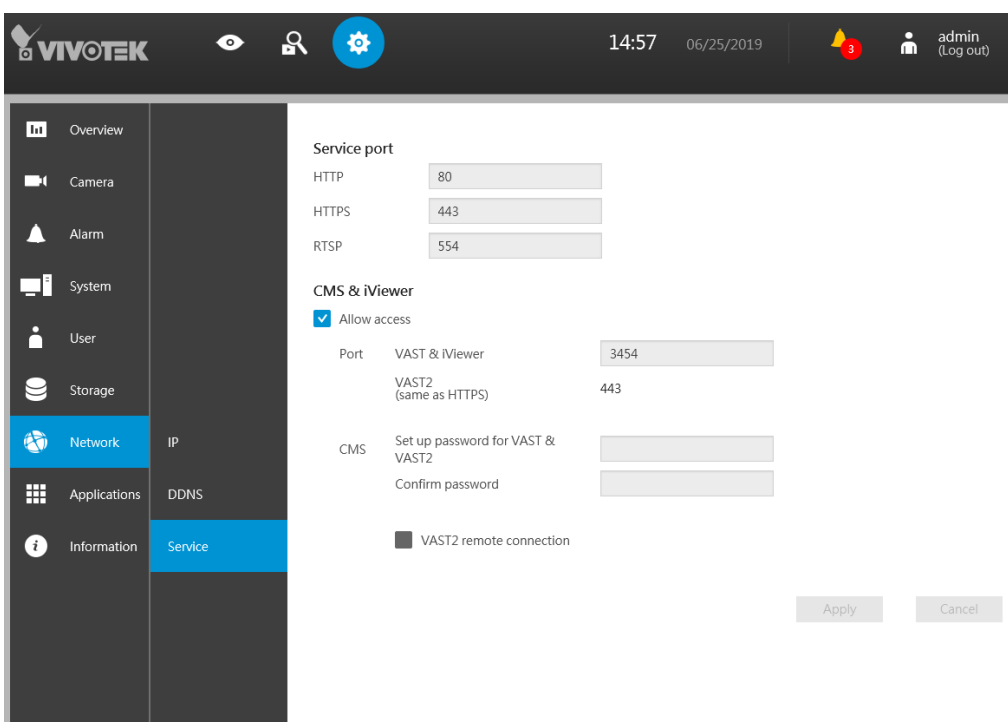 VIVOTEK
14:57
06/25/2019
3
admin
(Log out)
Overview
Camera
Alarm
System
User
Storage
Network
Applications
Information
IP
DDNS
Service
Service port
HTTP 80
HTTPS 443
RTSP 554
CMS & iViewer
Allow access
Port VAST & iViewer 3454
VAST2
(same as HTTPS) 443
CMS Set up password for VAST &
VAST2
Confirm password
VAST2 remote connection
Apply Cancel